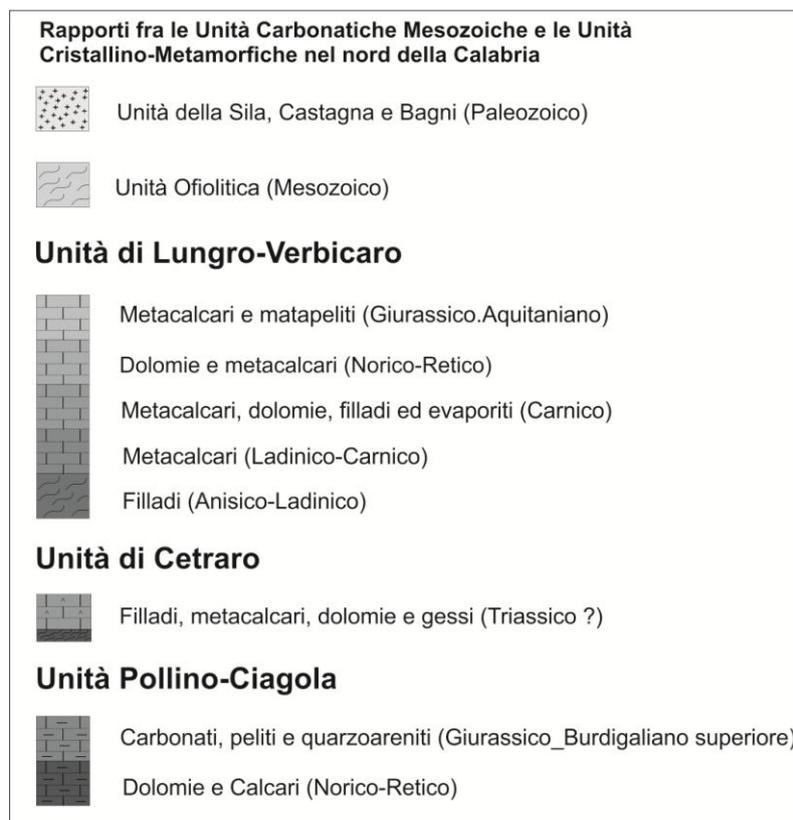 Rapporti fra le Unità Carbonatiche Mesozoiche e le Unità
Cristallino-Metamorfiche nel nord della Calabria
Unità della Sila, Castagna e Bagni (Paleozoico)
Unità Ofiolitica (Mesozoico)
Unità di Lungro-Verbicaro
Metacalcari e matapeliti (Giurassico.Aquitaniano)
Dolomie e metacalcari (Norico-Retico)
Metacalcari, dolomie, filladi ed evaporiti (Carnico)
Metacalcari (Ladinico-Carnico)
Filladi (Anisico-Ladinico)
Unità di Cetraro
Filladi, metacalcari, dolomie e gessi (Triassico ?)
Unità Pollino-Ciagola
Carbonati, peliti e quarzoareniti (Giurassico_Burdigaliano superiore)
Dolomie e Calcari (Norico-Retico)